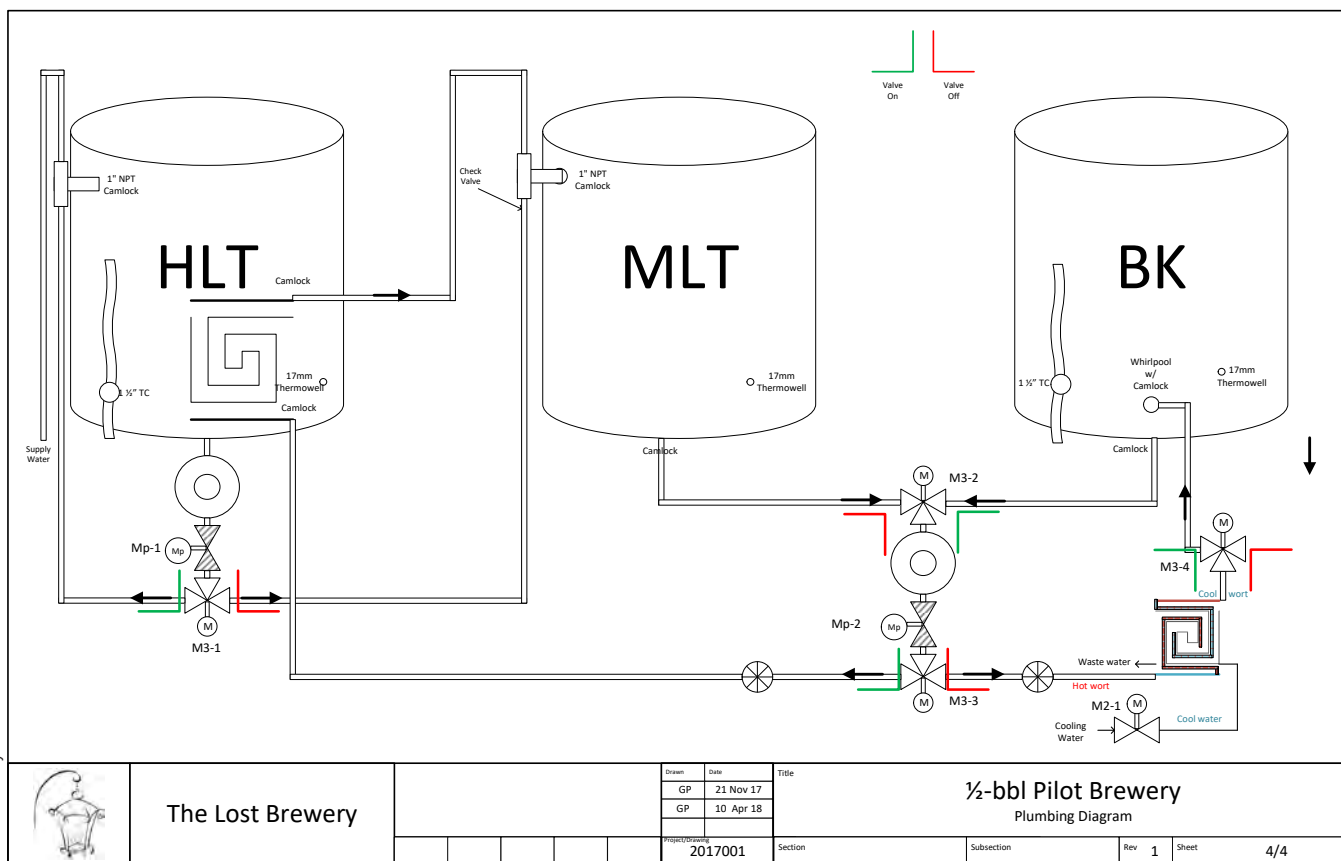 Valve
On
Valve
Off
1" NPT
Camlock
Check
Valve
1" NPT
Camlock
HLT
MLT
BK
Camlock
17mm
Thermowell
1 ½" TC
Camlock
17mm
Thermowell
Whirlpool
w/
Camlock
17mm
Thermowell
1 ½" TC
Supply
Water
Camlock
Camlock
M
M3-2
Mp-1
Mp
M
M3-1
M
M3-4
Cool wort
Mp-2
Mp
Waste water
Hot wort
M
M3-3
M2-1
M
Cooling
Water
Cool water
The Lost Brewery
Drawn
Date
GP
21 Nov 17
GP
10 Apr 18
Project/Drawing
2017001
Title
½-bbl Pilot Brewery
Plumbing Diagram
Section
Subsection
Rev
1
Sheet
4/4